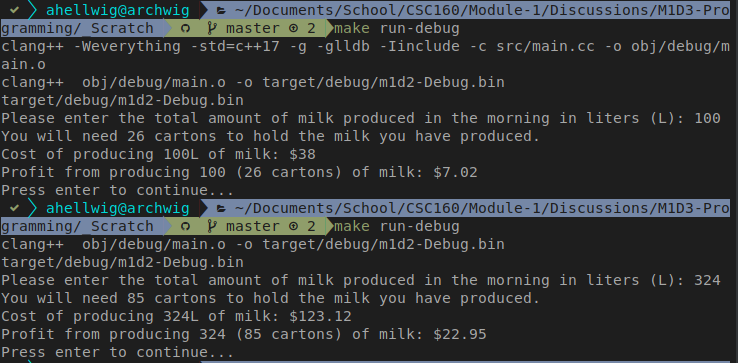 ✓ ahellwig@archwig ~/Documents/School/CSC160/Module-1/Discussions/M1D3-Pro
gramming/_Scratch master ⊙ 2 make run-debug
clang++ -Weverything -std=c++17 -g -glldb -Iinclude -c src/main.cc -o obj/debug/m
ain.o
clang++  obj/debug/main.o -o target/debug/m1d2-Debug.bin
target/debug/m1d2-Debug.bin
Please enter the total amount of milk produced in the morning in liters (L): 100
You will need 26 cartons to hold the milk you have produced.
Cost of producing 100L of milk: $38
Profit from producing 100 (26 cartons) of milk: $7.02
Press enter to continue...
✓ ahellwig@archwig ~/Documents/School/CSC160/Module-1/Discussions/M1D3-Pro
gramming/_Scratch master ⊙ 2 make run-debug
clang++  obj/debug/main.o -o target/debug/m1d2-Debug.bin
target/debug/m1d2-Debug.bin
Please enter the total amount of milk produced in the morning in liters (L): 324
You will need 85 cartons to hold the milk you have produced.
Cost of producing 324L of milk: $123.12
Profit from producing 324 (85 cartons) of milk: $22.95
Press enter to continue...